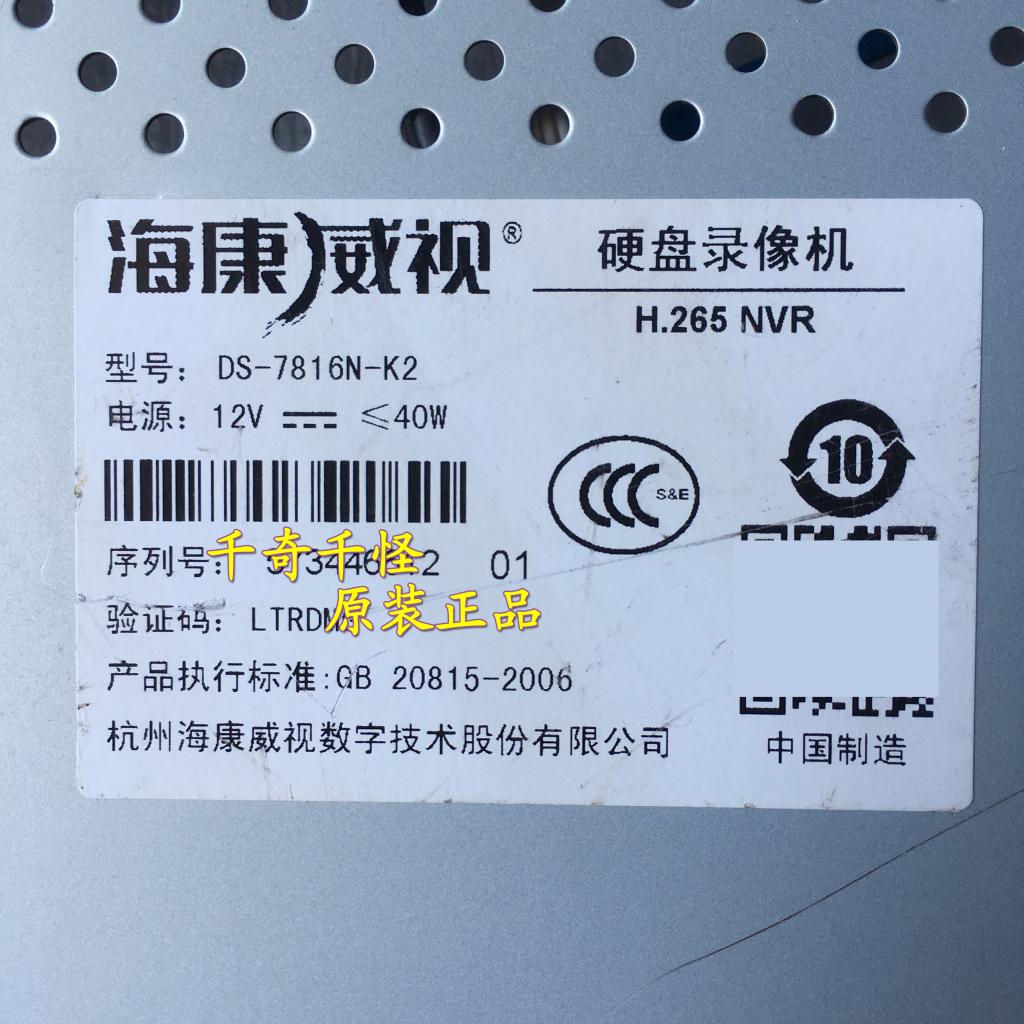 海康威视®
硬盘录像机
H.265 NVR
型号: DS-7816N-K2
电源: 12V ≤40W
10
S&E
序列号: 01
千奇千怪
验证码: LTRD
原装正品
产品执行标准:GB 20815-2006
杭州海康威视数字技术股份有限公司
中国制造